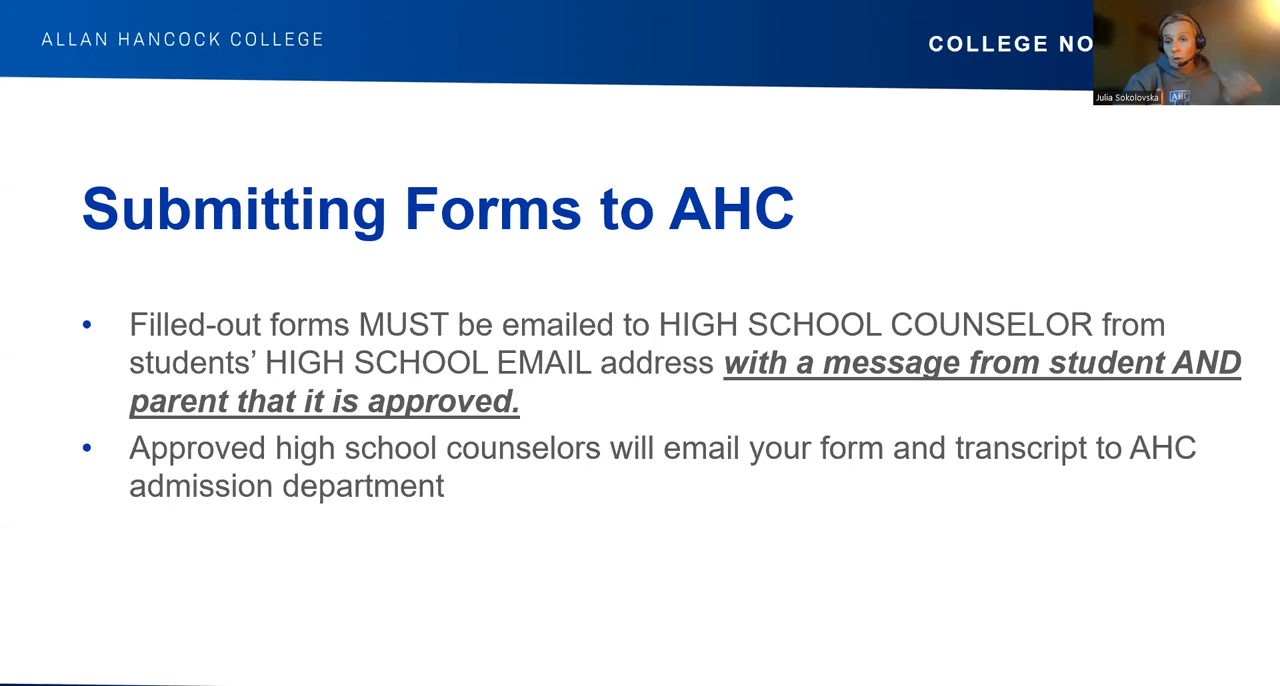 ALLAN HANCOCK COLLEGE
COLLEGE NO
Julia Sokolovska
AHC
Submitting Forms to AHC
• Filled-out forms MUST be emailed to HIGH SCHOOL COUNSELOR from
students’ HIGH SCHOOL EMAIL address with a message from student AND
parent that it is approved.
• Approved high school counselors will email your form and transcript to AHC
admission department